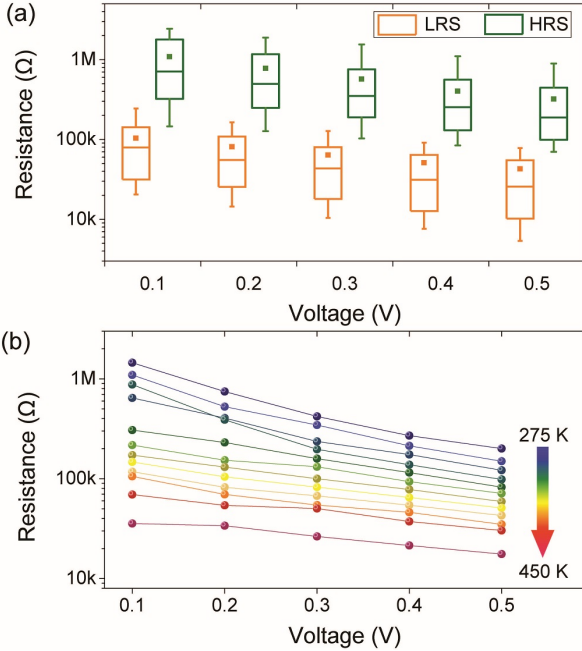 (a)
LRS HRS
Resistance (Ω)
1M
100k
10k
0.1 0.2 0.3 0.4 0.5
Voltage (V)
(b)
Resistance (Ω)
1M
100k
10k
275 K
450 K
0.1 0.2 0.3 0.4 0.5
Voltage (V)